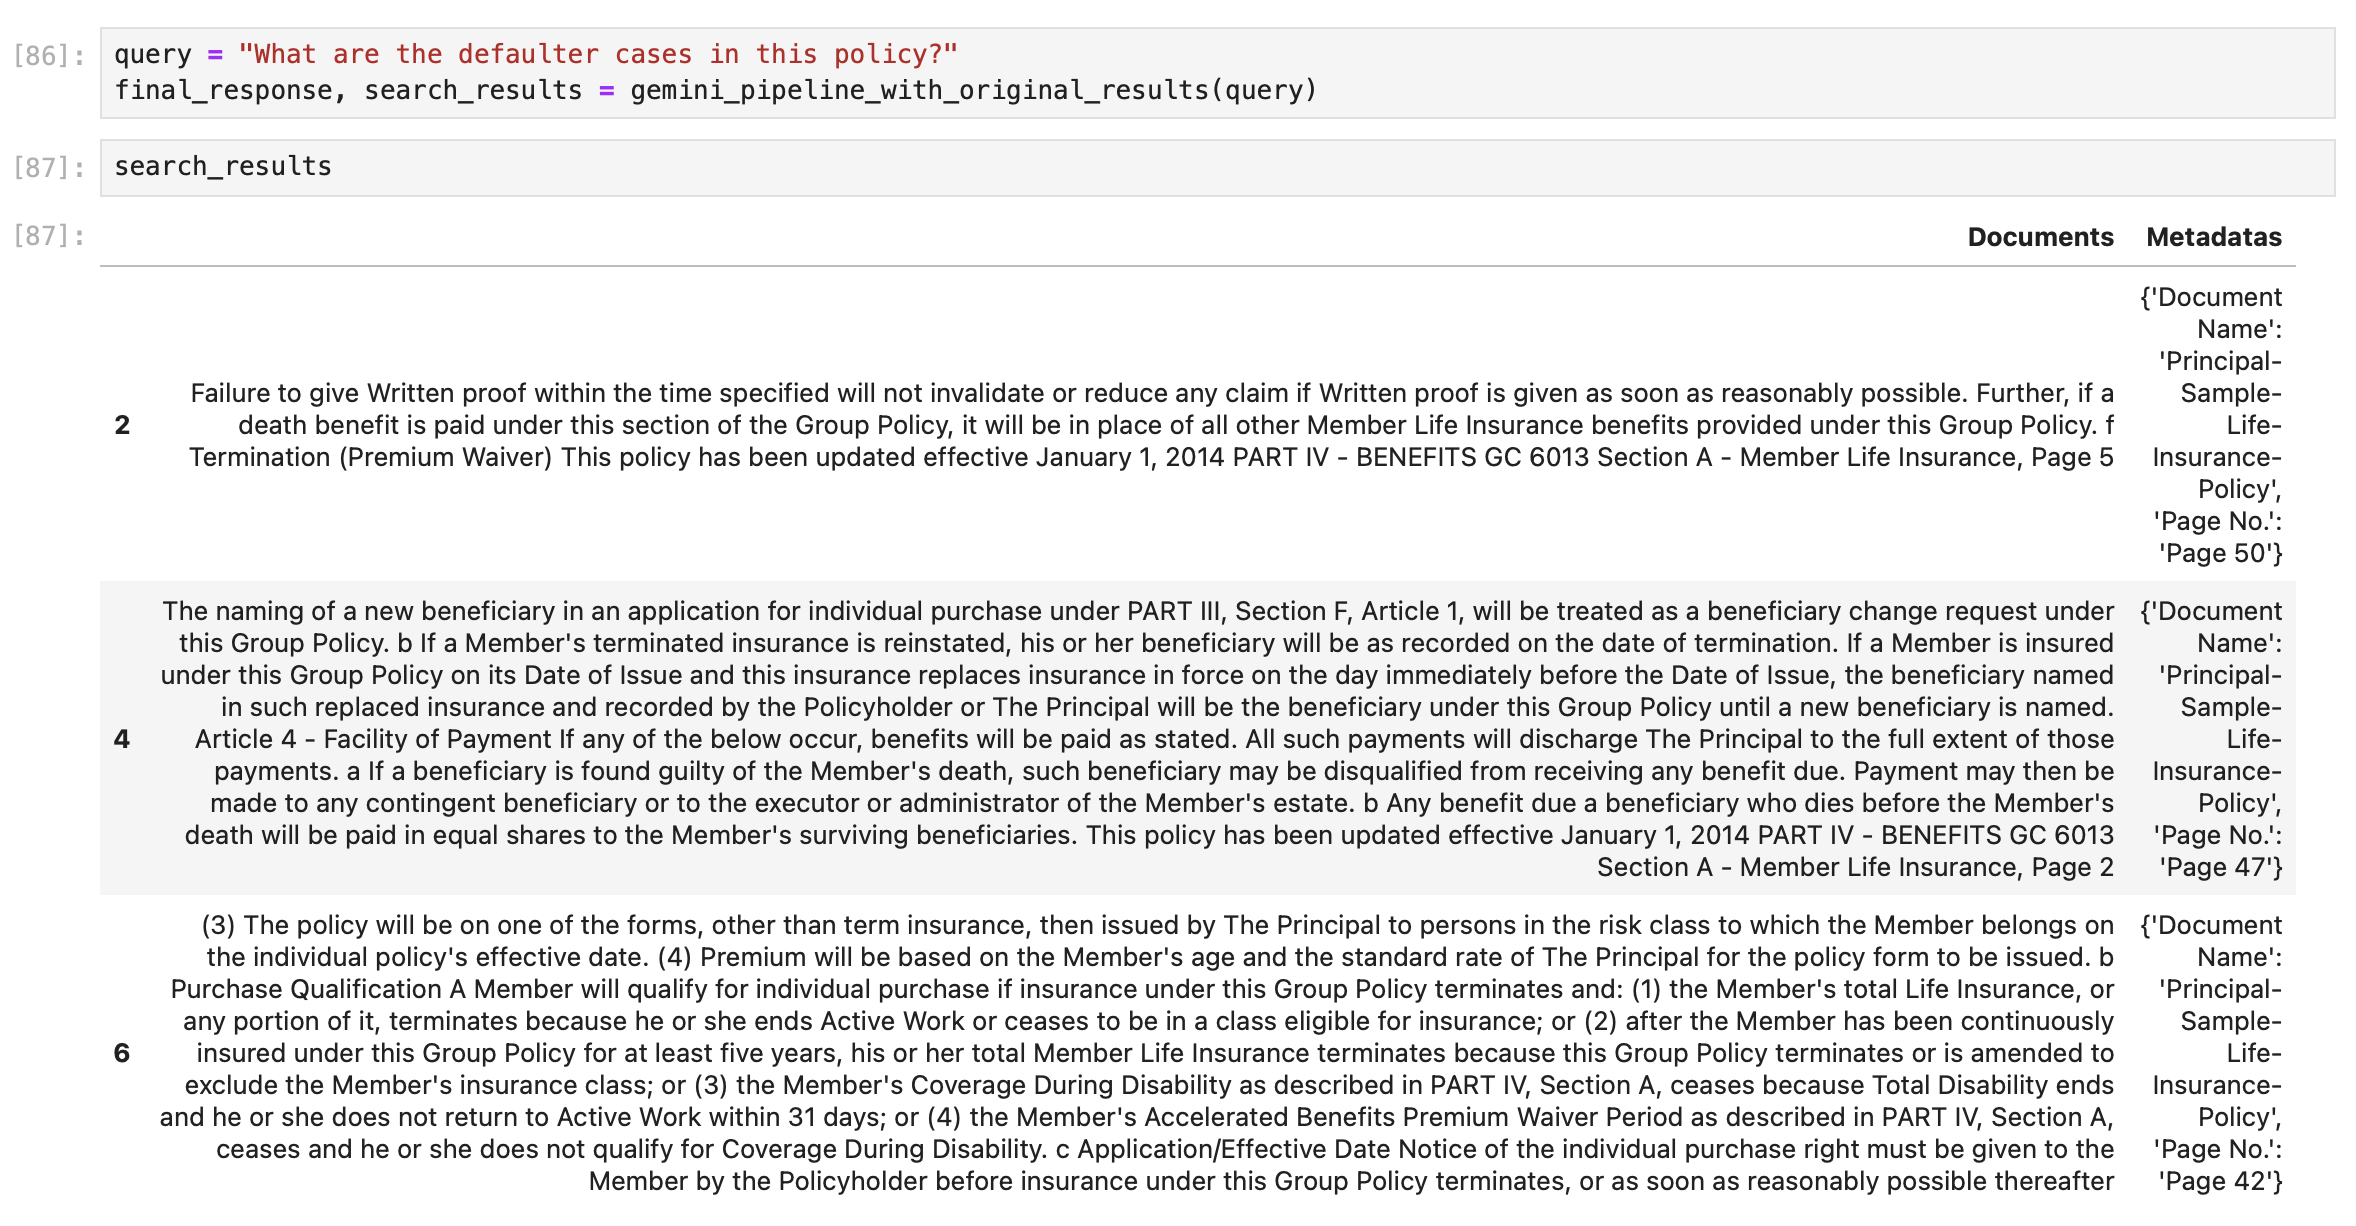 [86]: query = "What are the defaulter cases in this policy?"
final_response, search_results = gemini_pipeline_with_original_results(query)
[87]: search_results
[87]:
Documents Metadatas
2
Failure to give Written proof within the time specified will not invalidate or reduce any claim if Written proof is given as soon as reasonably possible. Further, if a
death benefit is paid under this section of the Group Policy, it will be in place of all other Member Life Insurance benefits provided under this Group Policy. f
Termination (Premium Waiver) This policy has been updated effective January 1, 2014 PART IV - BENEFITS GC 6013 Section A - Member Life Insurance, Page 5
{'Document
Name':
'Principal-
Sample-
Life-
Insurance-
Policy',
'Page No.':
'Page 50'}
4
The naming of a new beneficiary in an application for individual purchase under PART III, Section F, Article 1, will be treated as a beneficiary change request under
this Group Policy. b If a Member's terminated insurance is reinstated, his or her beneficiary will be as recorded on the date of termination. If a Member is insured
under this Group Policy on its Date of Issue and this insurance replaces insurance in force on the day immediately before the Date of Issue, the beneficiary named
in such replaced insurance and recorded by the Policyholder or The Principal will be the beneficiary under this Group Policy until a new beneficiary is named.
Article 4 - Facility of Payment If any of the below occur, benefits will be paid as stated. All such payments will discharge The Principal to the full extent of those
payments. a If a beneficiary is found guilty of the Member's death, such beneficiary may be disqualified from receiving any benefit due. Payment may then be
made to any contingent beneficiary or to the executor or administrator of the Member's estate. b Any benefit due a beneficiary who dies before the Member's
death will be paid in equal shares to the Member's surviving beneficiaries. This policy has been updated effective January 1, 2014 PART IV - BENEFITS GC 6013
Section A - Member Life Insurance, Page 2
{'Document
Name':
'Principal-
Sample-
Life-
Insurance-
Policy',
'Page No.':
'Page 47'}
6
(3) The policy will be on one of the forms, other than term insurance, then issued by The Principal to persons in the risk class to which the Member belongs on
the individual policy's effective date. (4) Premium will be based on the Member's age and the standard rate of The Principal for the policy form to be issued. b
Purchase Qualification A Member will qualify for individual purchase if insurance under this Group Policy terminates and: (1) the Member's total Life Insurance, or
any portion of it, terminates because he or she ends Active Work or ceases to be in a class eligible for insurance; or (2) after the Member has been continuously
insured under this Group Policy for at least five years, his or her total Member Life Insurance terminates because this Group Policy terminates or is amended to
exclude the Member's insurance class; or (3) the Member's Coverage During Disability as described in PART IV, Section A, ceases because Total Disability ends
and he or she does not return to Active Work within 31 days; or (4) the Member's Accelerated Benefits Premium Waiver Period as described in PART IV, Section A,
ceases and he or she does not qualify for Coverage During Disability. c Application/Effective Date Notice of the individual purchase right must be given to the
Member by the Policyholder before insurance under this Group Policy terminates, or as soon as reasonably possible thereafter
{'Document
Name':
'Principal-
Sample-
Life-
Insurance-
Policy',
'Page No.':
'Page 42'}